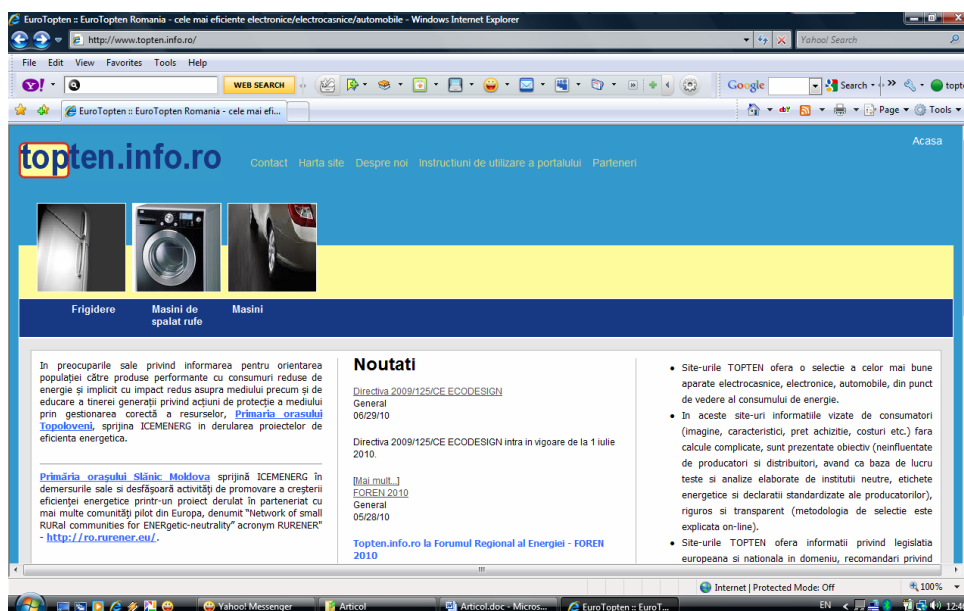 EuroTopten :: EuroTopten Romania - cele mai eficiente electronice/electrocasnice/automobile - Windows Internet Explorer
http://www.topten.info.ro/
Yahoo! Search
File Edit View Favorites Tools Help
Y! WEB SEARCH Google Search
EuroTopten :: EuroTopten Romania - cele mai efi...
Page Tools
Acasa
topten.info.ro
Contact Harta site Despre noi Instructiuni de utilizare a portalului Parteneri
Frigidere
Masini de
spalat rufe
Masini
In preocuparile sale privind informarea pentru orientarea
populației către produse performante cu consumuri reduse de
energie și implicit cu impact redus asupra mediului precum și de
educare a tinerei generații privind acțiuni de protecție a mediului
prin gestionarea corectă a resurselor, Primaria orasului
Topoloveni, sprijina ICEMENERG in derularea proiectelor de
eficienta energetica.
Primăria oraşului Slănic Moldova sprijină ICEMENERG în
demersurile sale si desfăşoară activităţi de promovare a creşterii
eficienţei energetice printr-un proiect derulat în parteneriat cu
mai multe comunităţi pilot din Europa, denumit "Network of small
RURal communities for ENERgetic-neutrality" acronym RURENER"
- http://ro.rurener.eu/.
Noutati
Directiva 2009/125/CE ECODESIGN
General
06/29/10
Directiva 2009/125/CE ECODESIGN intra in vigoare de la 1 iulie
2010.
[Mai mult...]
FOREN 2010
General
05/28/10
Topten.info.ro la Forumul Regional al Energiei - FOREN
2010
Site-urile TOPTEN ofera o selectie a celor mai bune
aparate electrocasnice, electronice, automobile, din punct
de vedere al consumului de energie.
In aceste site-uri informatiile vizate de consumatori
(imagine, caracteristici, pret achizitie, costuri etc.) fara
calcule complicate, sunt prezentate obiectiv (neinfluentate
de producatori si distribuitori, avand ca baza de lucru
teste si analize elaborate de institutii neutre, etichete
energetice si declaratii standardizate ale producatorilor),
riguros si transparent (metodologia de selectie este
explicata on-line).
Site-urile TOPTEN ofera informatii privind legislatia
europeana si nationala in domeniu, recomandari privind
Internet | Protected Mode: Off 100%
Yahoo! Messenger Articol Articol.doc - Micros... EuroTopten :: EuroT... EN 12:4